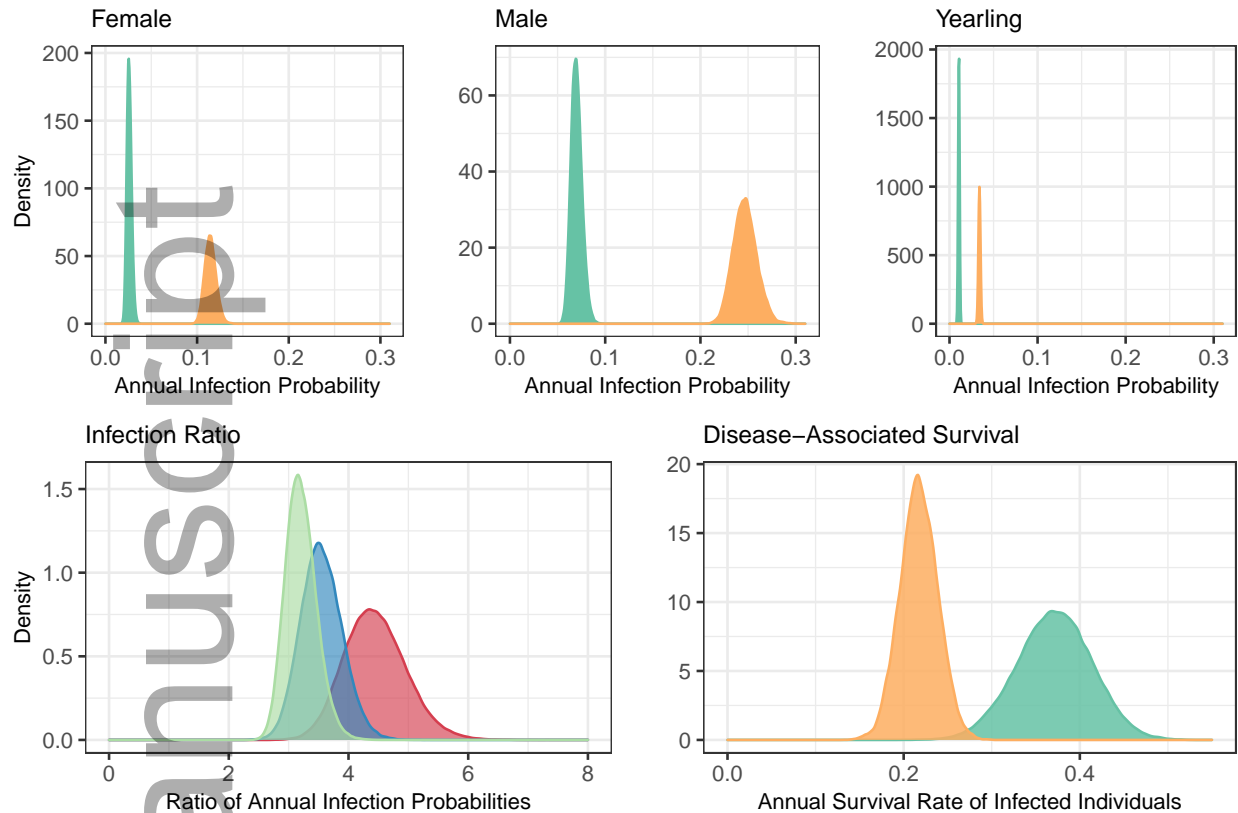 Female
Male
Yearling
200
150
100
50
0
0.0 0.1 0.2 0.3
60
40
20
0
0.0 0.1 0.2 0.3
2000
1500
1000
500
0
0.0 0.1 0.2 0.3
Density
Annual Infection Probability
Annual Infection Probability
Annual Infection Probability
Infection Ratio
Disease−Associated Survival
1.5
1.0
0.5
0.0
0 2 4 6 8
20
15
10
5
0
0.0 0.2 0.4
Density
Ratio of Annual Infection Probabilities
Annual Survival Rate of Infected Individuals
anuscript